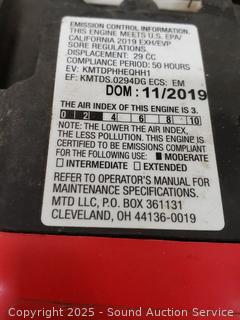 EMISSION CONTROL INFORMATION.
THIS ENGINE MEETS U.S. EPA/
CALIFORNIA 2019 EXH/EVP
SORE REGULATIONS.
DISPLACEMENT: 29 CC
COMPLIANCE PERIOD: 50 HOURS
EV: KMTDPHHEQHH1
EF: KMTDS.0294DG ECS: EM
DOM: 11/2019
THE AIR INDEX OF THIS ENGINE IS 3.
0 2 4 6 8 10
NOTE: THE LOWER THE AIR INDEX,
THE LESS POLLUTION. THIS ENGINE IS
CERTIFIED TO BE EMISSIONS COMPLIANT
FOR THE FOLLOWING USE: ■ MODERATE
□ INTERMEDIATE □ EXTENDED
REFER TO OPERATOR'S MANUAL FOR
MAINTENANCE SPECIFICATIONS.
MTD LLC, P.O. BOX 361131
CLEVELAND, OH 44136-0019
Copyright 2025 - Sound Auction Service